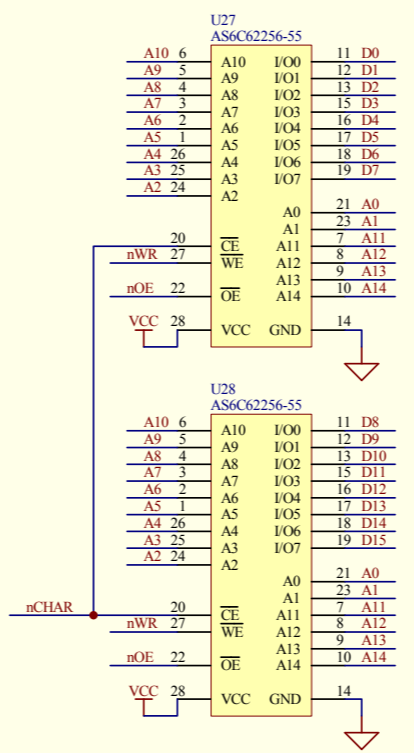 U27
AS6C62256-55
A10 6 A10 I/O0 11 D0
A9 5 A9 I/O1 12 D1
A8 4 A8 I/O2 13 D2
A7 3 A7 I/O3 15 D3
A6 2 A6 I/O4 16 D4
A5 1 A5 I/O5 17 D5
A4 26 A4 I/O6 18 D6
A3 25 A3 I/O7 19 D7
A2 24 A2
A0 21 A0
A1 23 A1
20 CE A11 7 A11
nWR 27 WE A12 8 A12
A13 9 A13
nOE 22 OE A14 10 A14
VCC 28 VCC GND 14
U28
AS6C62256-55
A10 6 A10 I/O0 11 D8
A9 5 A9 I/O1 12 D9
A8 4 A8 I/O2 13 D10
A7 3 A7 I/O3 15 D11
A6 2 A6 I/O4 16 D12
A5 1 A5 I/O5 17 D13
A4 26 A4 I/O6 18 D14
A3 25 A3 I/O7 19 D15
A2 24 A2
A0 21 A0
A1 23 A1
nCHAR 20 CE A11 7 A11
nWR 27 WE A12 8 A12
A13 9 A13
nOE 22 OE A14 10 A14
VCC 28 VCC GND 14